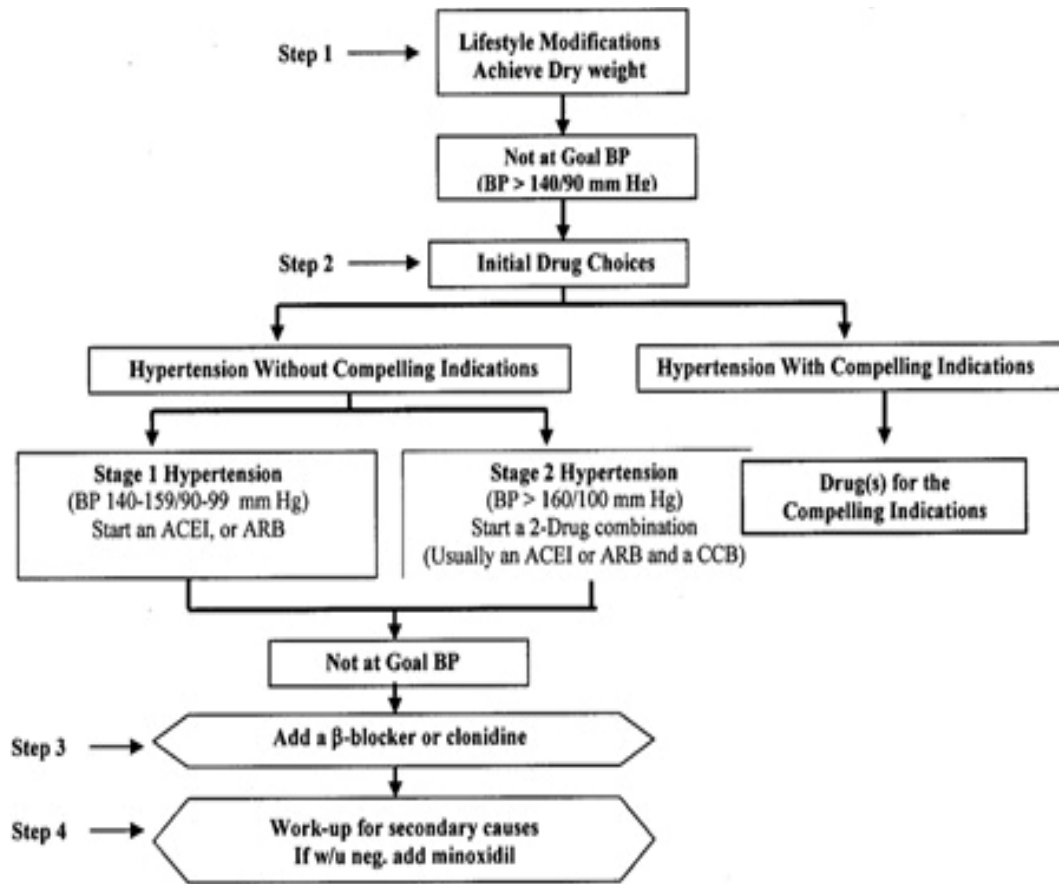 Step 1
Lifestyle Modifications
Achieve Dry weight
Not at Goal BP
(BP > 140/90 mm Hg)
Step 2
Initial Drug Choices
Hypertension Without Compelling Indications
Hypertension With Compelling Indications
Stage 1 Hypertension
(BP 140-159/90-99 mm Hg)
Start an ACEI, or ARB
Stage 2 Hypertension
(BP > 160/100 mm Hg)
Start a 2-Drug combination
(Usually an ACEI or ARB and a CCB)
Drug(s) for the
Compelling Indications
Not at Goal BP
Step 3
Add a β-blocker or clonidine
Step 4
Work-up for secondary causes
If w/u neg. add minoxidil